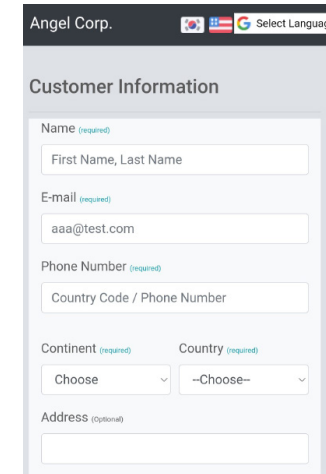 Angel Corp. G Select Languag
Customer Information
Name (required)
First Name, Last Name
E-mail (required)
aaa@test.com
Phone Number (required)
Country Code / Phone Number
Continent (required) Country (required)
Choose --Choose--
Address (Optional)